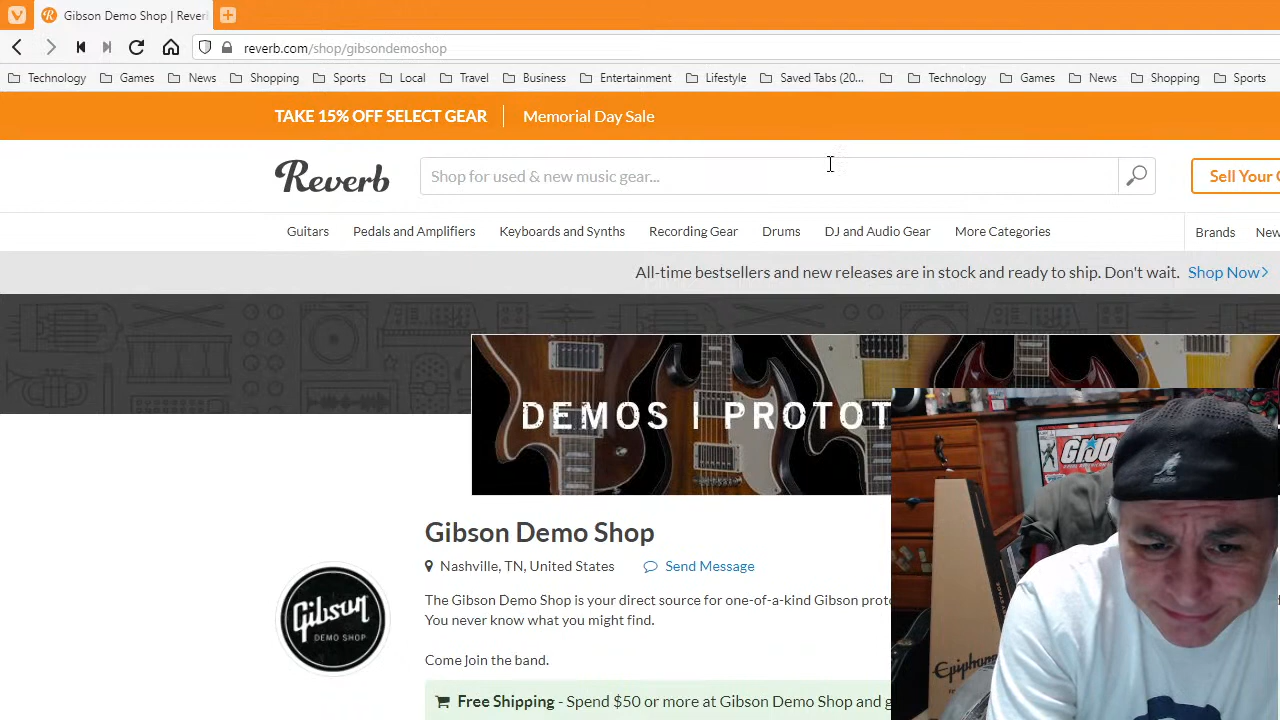 Gibson Demo Shop | Rever
reverb.com/shop/gibsondemoshop
Technology Games News Shopping Sports Local Travel Business Entertainment Lifestyle Saved Tabs (20... Technology Games News Shopping Sports
TAKE 15% OFF SELECT GEAR Memorial Day Sale
Reverb
Shop for used & new music gear...
Sell Your
Guitars Pedals and Amplifiers Keyboards and Synths Recording Gear Drums DJ and Audio Gear More Categories Brands New
All-time bestsellers and new releases are in stock and ready to ship. Don't wait. Shop Now
DEMOS | PROTOT
GI JOE
Gibson Demo Shop
Nashville, TN, United States Send Message
The Gibson Demo Shop is your direct source for one-of-a-kind Gibson proto
You never know what you might find.
Gibson
DEMO SHOP
Come join the band.
Epiphone
Free Shipping - Spend $50 or more at Gibson Demo Shop and g